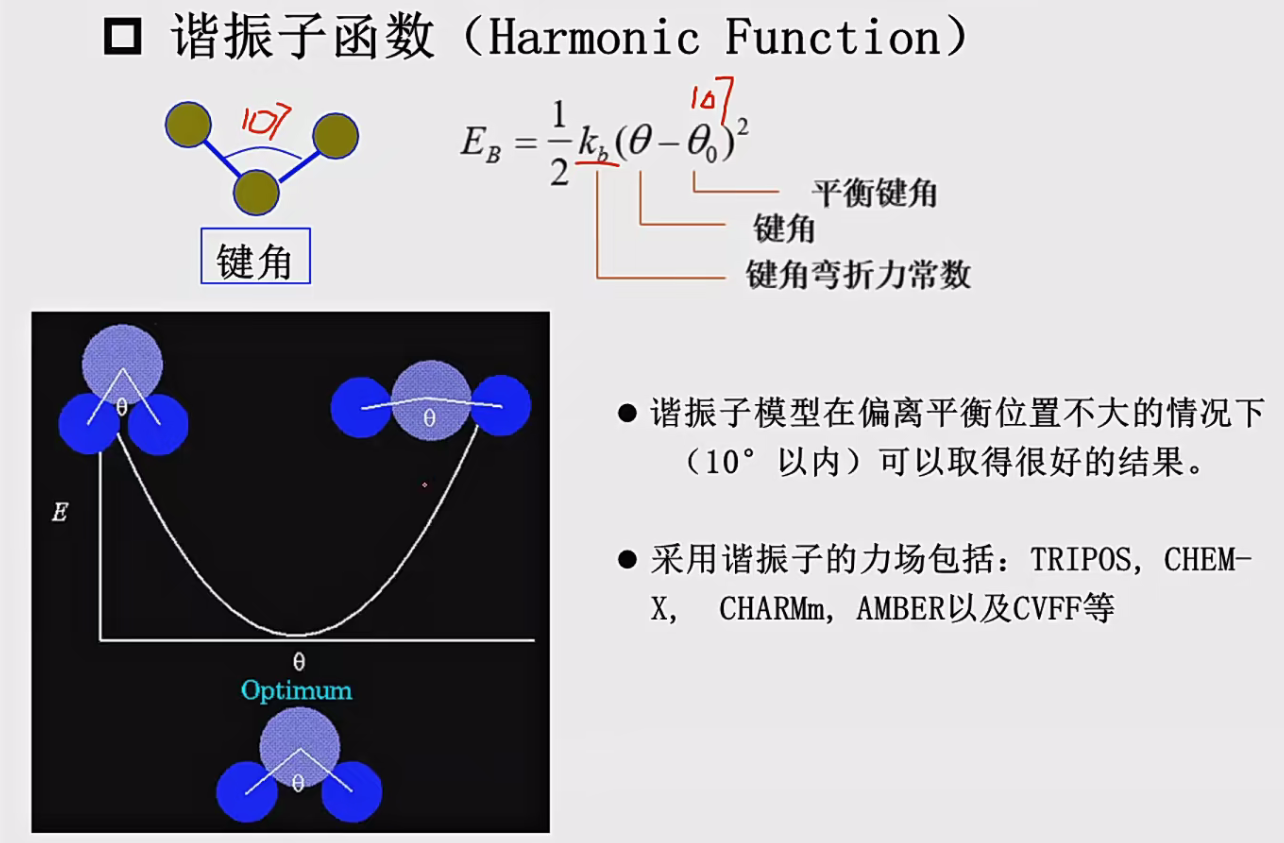 谐振子函数（Harmonic Function）
107
107
E_B = \frac{1}{2} k_b (θ - θ_0)^2
平衡键角
键角
键角弯折力常数
键角
θ
θ
E
θ
Optimum
θ
● 谐振子模型在偏离平衡位置不大的情况下
（10° 以内）可以取得很好的结果。
● 采用谐振子的力场包括：TRIPOS, CHEM-
X, CHARMm, AMBER以及CVFF等